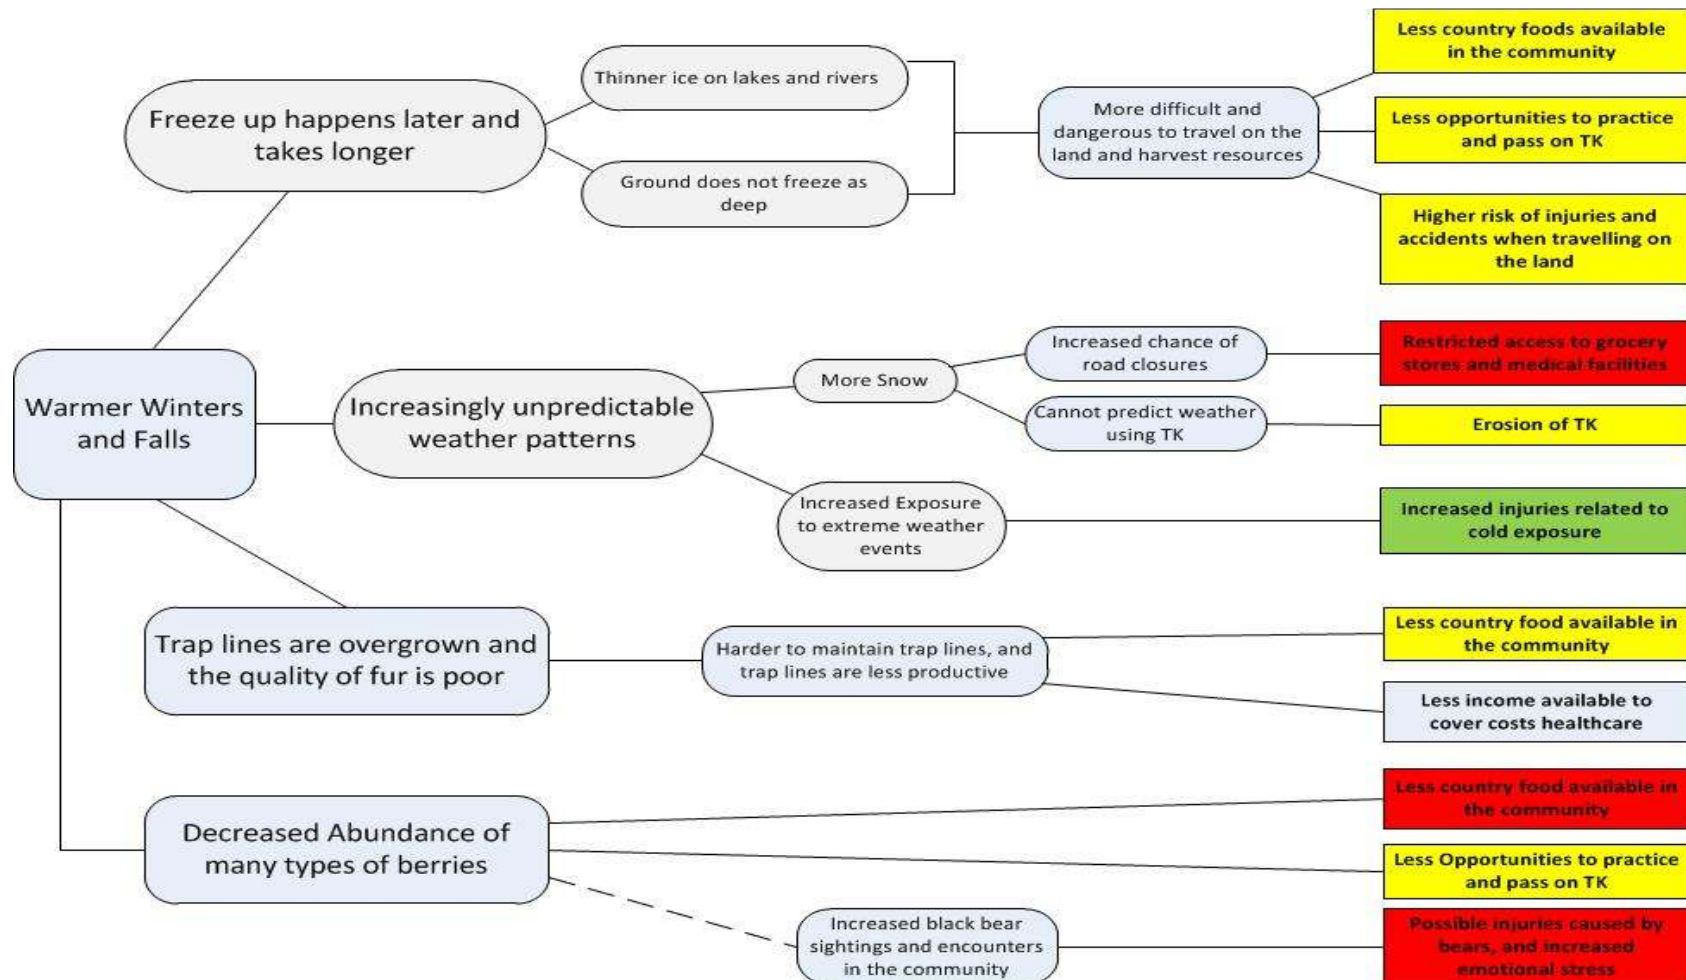 Less country foods available
in the community
Thinner ice on lakes and rivers
Freeze up happens later and
takes longer
More difficult and
dangerous to travel on the
land and harvest resources
Less opportunities to practice
and pass on TK
Ground does not freeze as
deep
Higher risk of injuries and
accidents when travelling on
the land
Warmer Winters
and Falls
Increasingly unpredictable
weather patterns
More Snow
Increased chance of
road closures
Restricted access to grocery
stores and medical facilities
Cannot predict weather
using TK
Erosion of TK
Increased Exposure
to extreme weather
events
Increased injuries related to
cold exposure
Trap lines are overgrown and
the quality of fur is poor
Harder to maintain trap lines, and
trap lines are less productive
Less country food available in
the community
Less income available to
cover costs healthcare
Decreased Abundance of
many types of berries
Less country food available in
the community
Less Opportunities to practice
and pass on TK
Increased black bear
sightings and encounters
in the community
Possible injuries caused by
bears, and increased
emotional stress